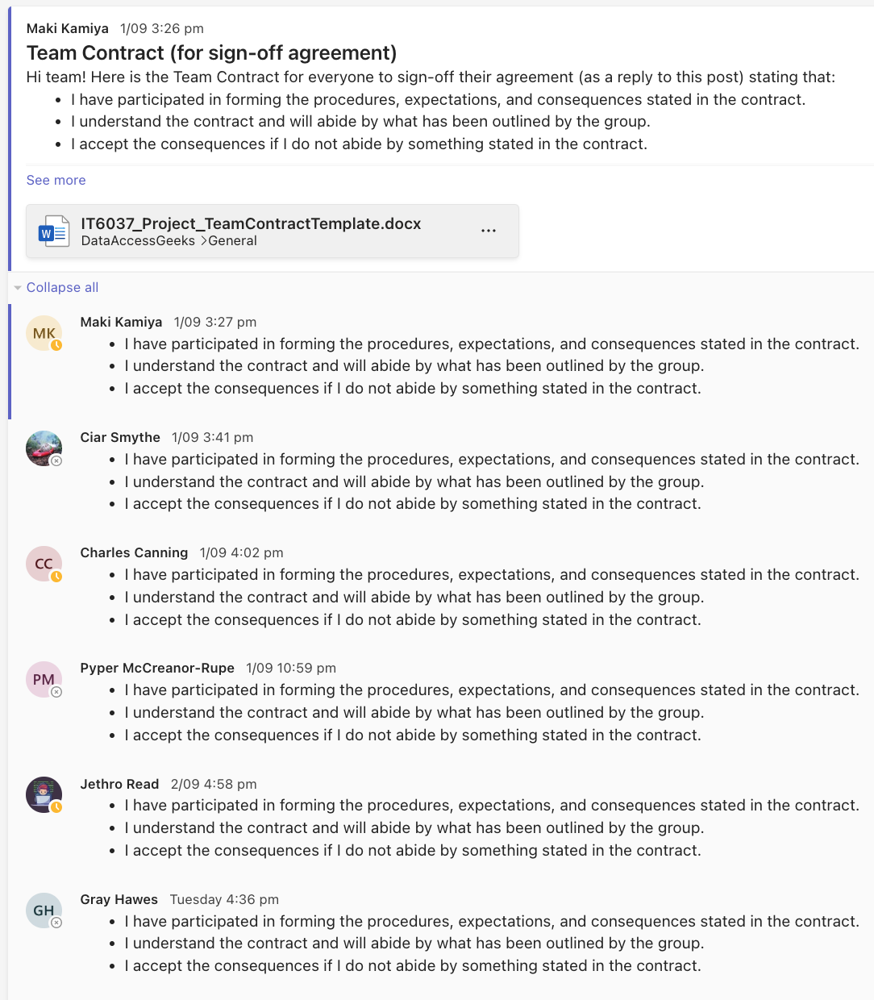 Maki Kamiya 1/09 3:26 pm
Team Contract (for sign-off agreement)
Hi team! Here is the Team Contract for everyone to sign-off their agreement (as a reply to this post) stating that:
• I have participated in forming the procedures, expectations, and consequences stated in the contract.
• I understand the contract and will abide by what has been outlined by the group.
• I accept the consequences if I do not abide by something stated in the contract.
See more
W
IT6037_Project_TeamContractTemplate.docx ...
DataAccessGeeks >General
Collapse all
MK
Maki Kamiya 1/09 3:27 pm
• I have participated in forming the procedures, expectations, and consequences stated in the contract.
• I understand the contract and will abide by what has been outlined by the group.
• I accept the consequences if I do not abide by something stated in the contract.
Ciar Smythe 1/09 3:41 pm
• I have participated in forming the procedures, expectations, and consequences stated in the contract.
• I understand the contract and will abide by what has been outlined by the group.
• I accept the consequences if I do not abide by something stated in the contract.
CC
Charles Canning 1/09 4:02 pm
• I have participated in forming the procedures, expectations, and consequences stated in the contract.
• I understand the contract and will abide by what has been outlined by the group.
• I accept the consequences if I do not abide by something stated in the contract.
PM
Pyper McCreanor-Rupe 1/09 10:59 pm
• I have participated in forming the procedures, expectations, and consequences stated in the contract.
• I understand the contract and will abide by what has been outlined by the group.
• I accept the consequences if I do not abide by something stated in the contract.
Jethro Read 2/09 4:58 pm
• I have participated in forming the procedures, expectations, and consequences stated in the contract.
• I understand the contract and will abide by what has been outlined by the group.
• I accept the consequences if I do not abide by something stated in the contract.
GH
Gray Hawes Tuesday 4:36 pm
• I have participated in forming the procedures, expectations, and consequences stated in the contract.
• I understand the contract and will abide by what has been outlined by the group.
• I accept the consequences if I do not abide by something stated in the contract.